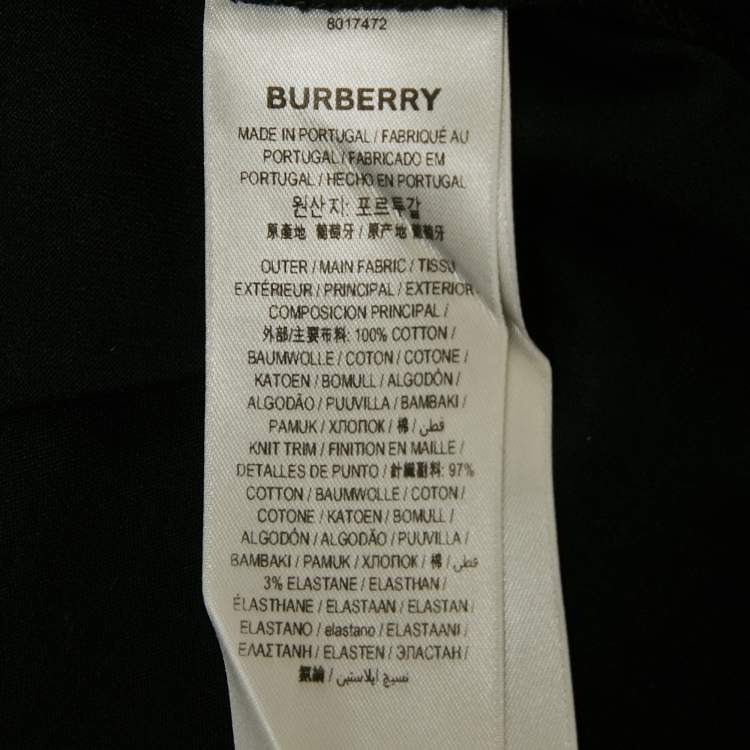 8017472
BURBERRY
MADE IN PORTUGAL / FABRIQUÉ AU
PORTUGAL / FABRICADO EM
PORTUGAL / HECHO EN PORTUGAL
원산지: 포르투갈
原產地 葡萄牙 / 原产地 葡萄牙
OUTER / MAIN FABRIC / TISSU
EXTÉRIEUR / PRINCIPAL / EXTERIOR
COMPOSICION PRINCIPAL /
外部/主要布料: 100% COTTON /
BAUMWOLLE / COTON / COTONE /
KATOEN / BOMULL / ALGODÓN /
ALGODÃO / PUUVILLA / BAMBAKI /
PAMUK / ХЛОПОК / 棉 / قطن
KNIT TRIM / FINITION EN MAILLE /
DETALLES DE PUNTO / 針織副料: 97%
COTTON / BAUMWOLLE / COTON /
COTONE / KATOEN / BOMULL /
ALGODÓN / ALGODÃO / PUUVILLA /
BAMBAKI / PAMUK / ХЛОПОК / 棉 / قطن
3% ELASTANE / ELASTHAN /
ÉLASTHANE / ELASTAAN / ELASTAN /
ELASTANO / elastano / ELASTAANI /
ΕΛΑΣΤΑΝΗ / ELASTEN / ЭЛАСТАН /
氨綸 / نسيج إيلاستين